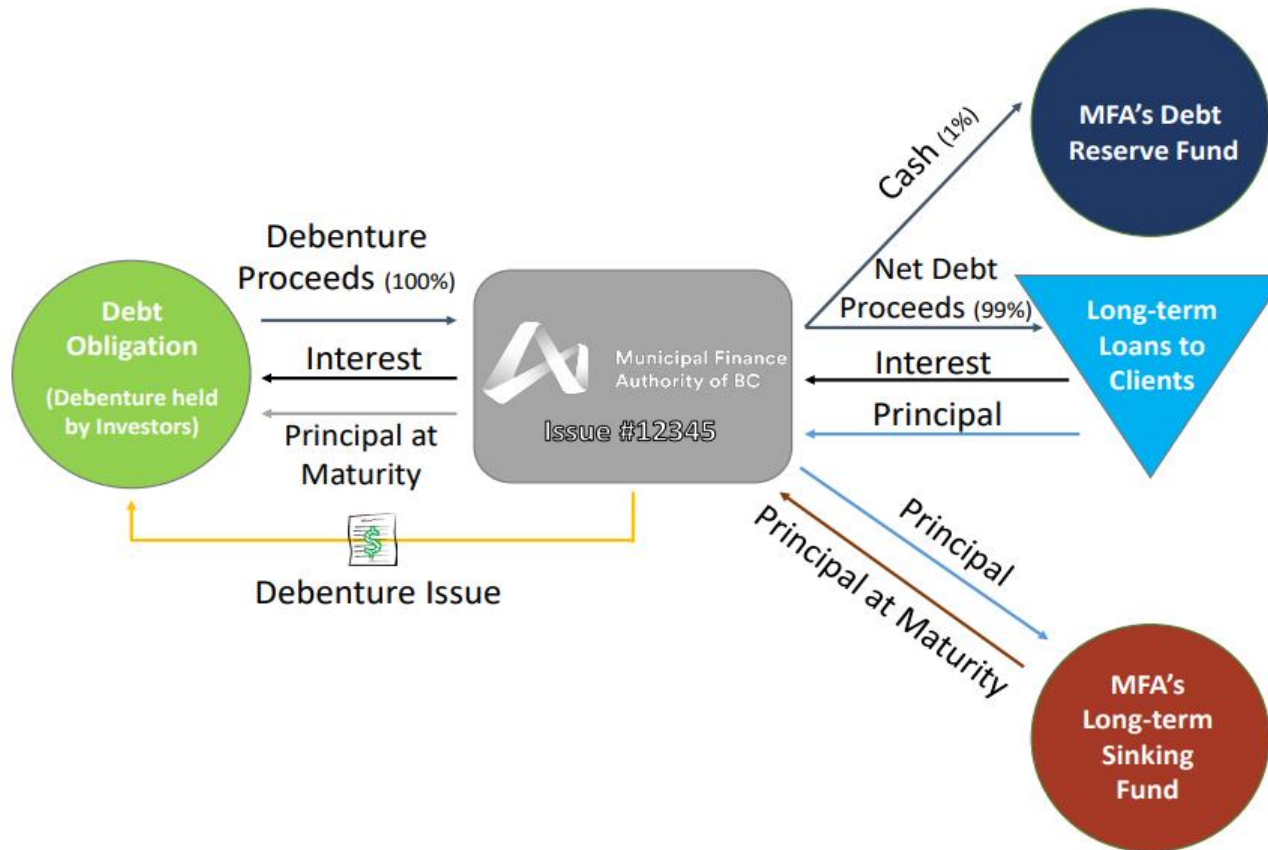 MFA's Debt
Reserve Fund
Cash (1%)
Debenture
Proceeds (100%)
Net Debt
Proceeds (99%)
Debt
Obligation
(Debenture held
by Investors)
Interest
Principal at
Maturity
Municipal Finance
Authority of BC
Issue #12345
Interest
Principal
Long-term
Loans to
Clients
$
Debenture Issue
Principal
Principal at Maturity
MFA's
Long-term
Sinking
Fund